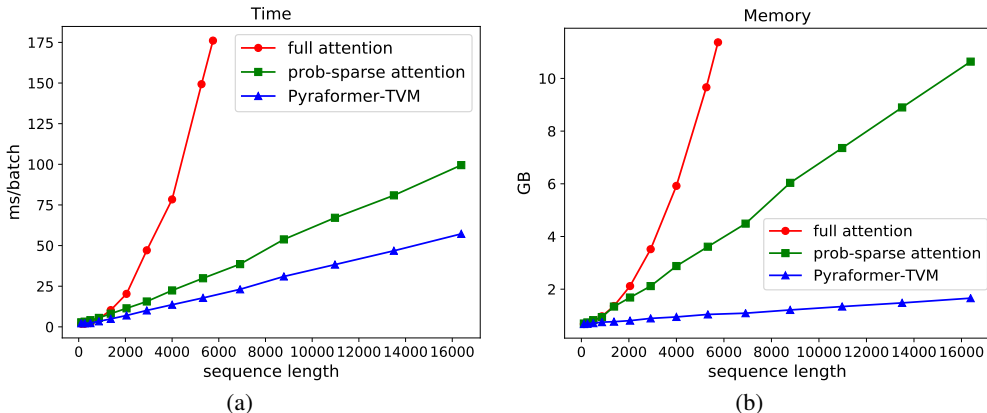 Time
175
150
125
100
75
50
25
0
ms/batch
full attention
prob-sparse attention
Pyraformer-TVM
0 2000 4000 6000 8000 10000 12000 14000 16000
sequence length
(a)
Memory
10
8
6
4
2
GB
full attention
prob-sparse attention
Pyraformer-TVM
0 2000 4000 6000 8000 10000 12000 14000 16000
sequence length
(b)